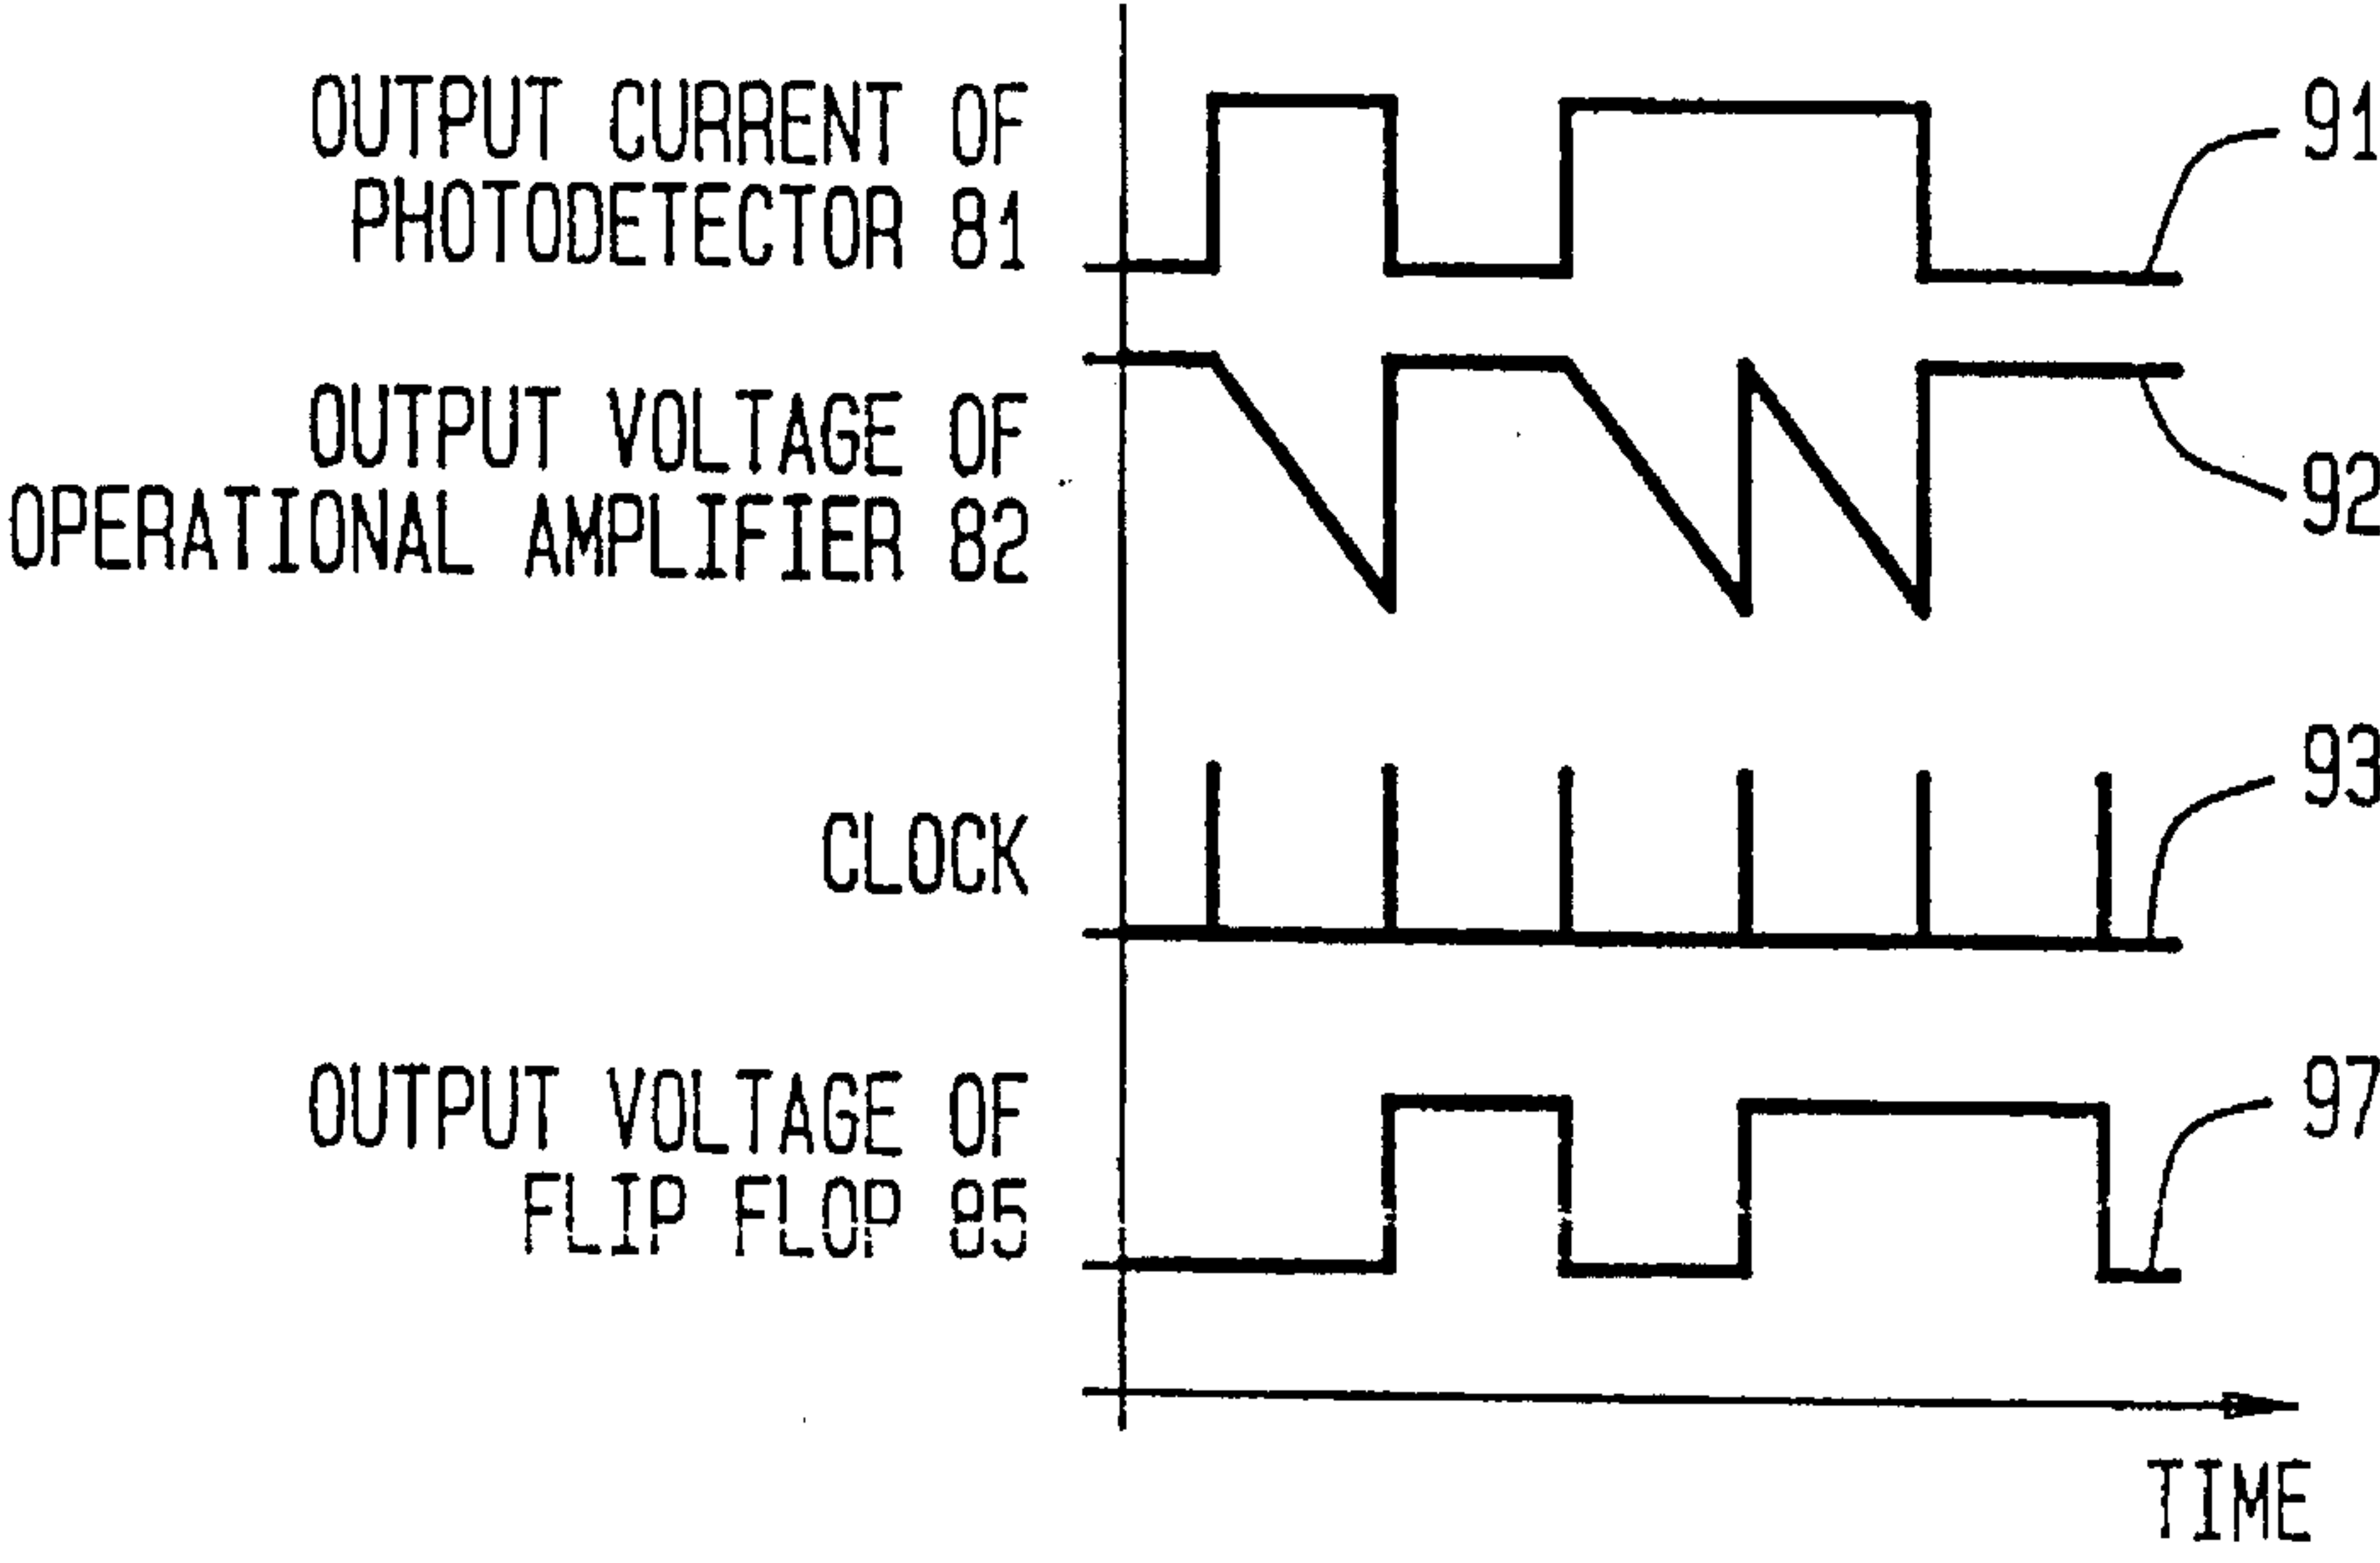 OUTPUT CURRENT OF
PHOTODETECTOR 81
91
OUTPUT VOLTAGE OF
OPERATIONAL AMPLIFIER 82
92
CLOCK
93
OUTPUT VOLTAGE OF
FLIP FLOP 85
97
TIME